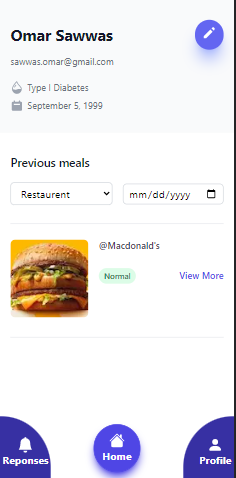 Omar Sawwas
sawwas.omar@gmail.com
Type I Diabetes
September 5, 1999
Previous meals
Restaurent
mm/dd/yyyy
@Macdonald's
Normal
View More
Reponses
Home
Profile